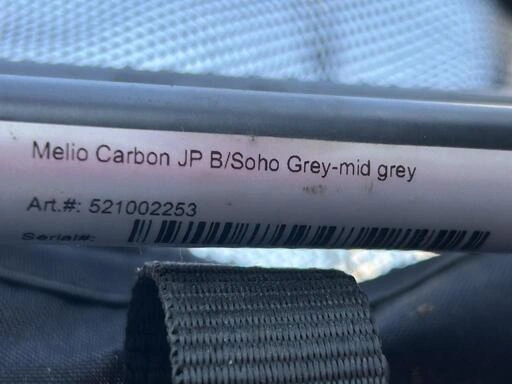 Melio Carbon JP B/Soho Grey-mid grey
Art.#: 521002253
Serial#: